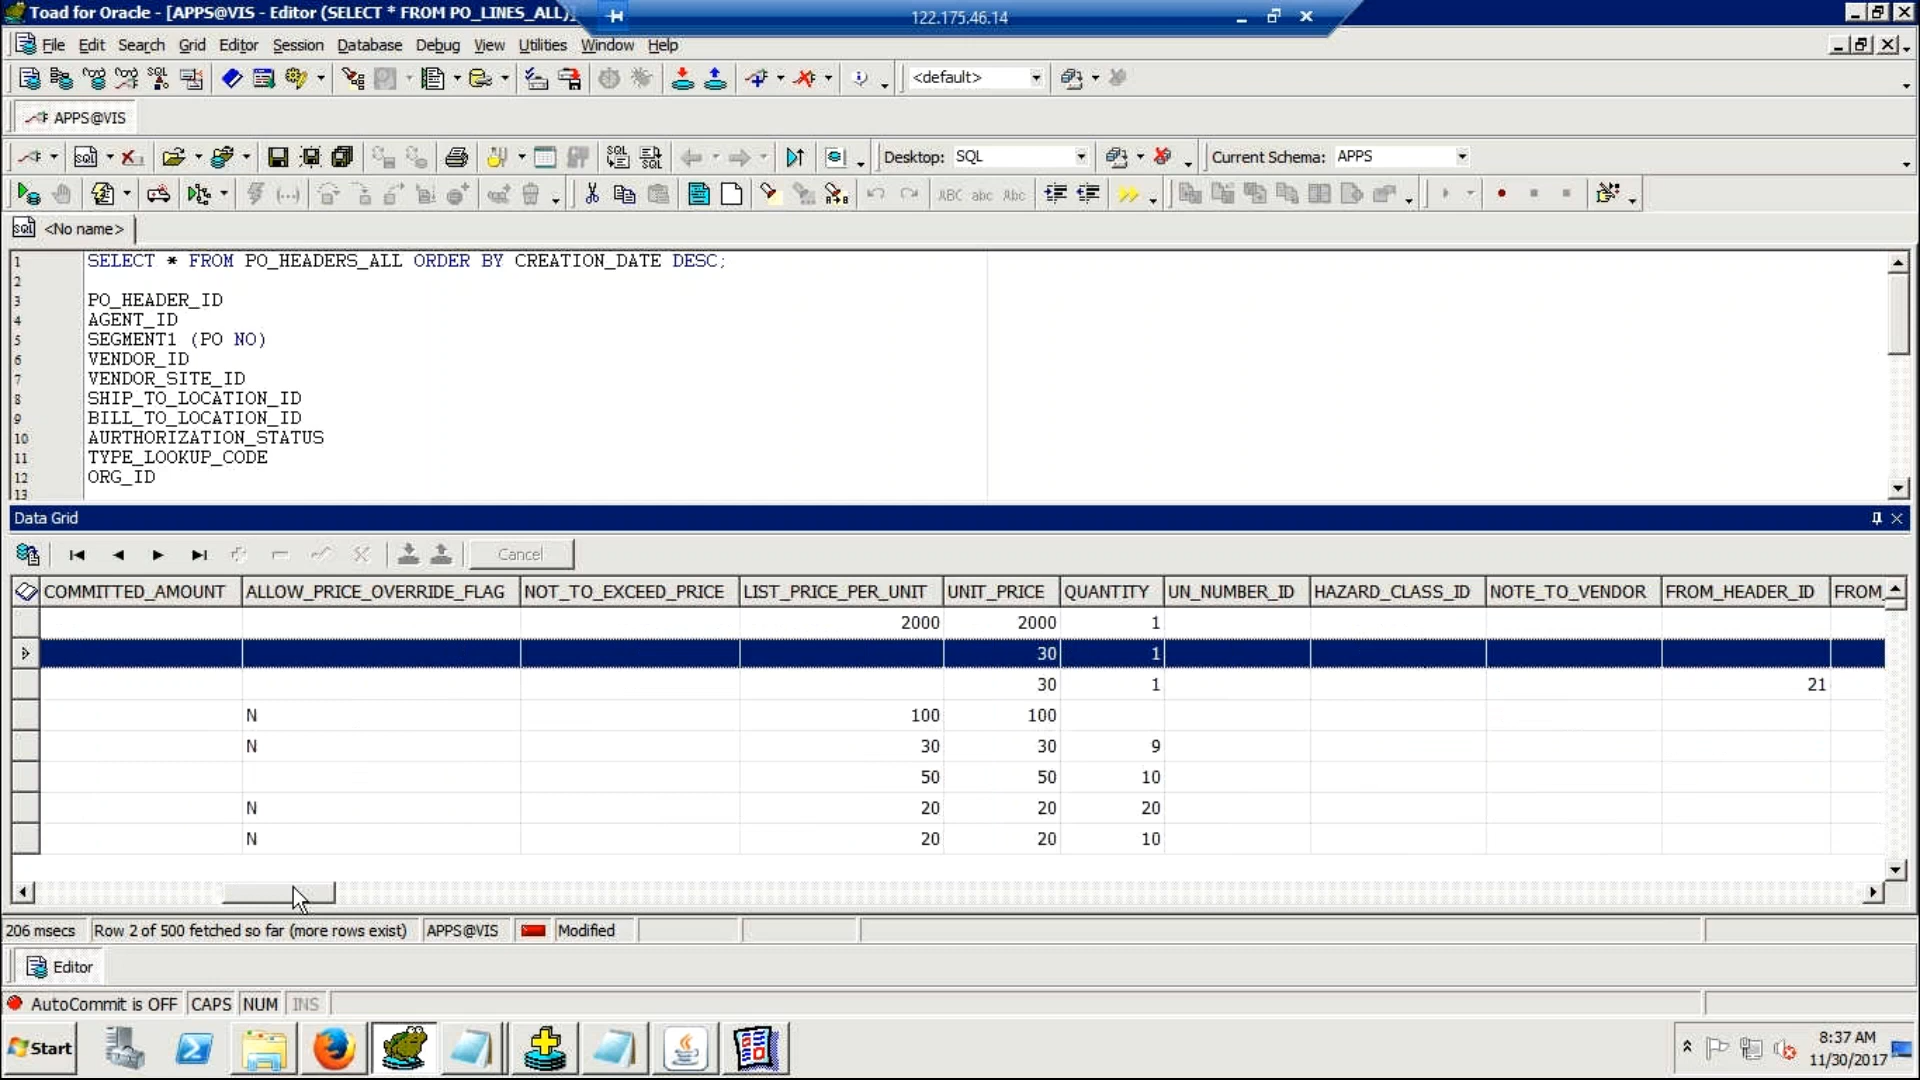 Toad for Oracle - [APPS@VIS - Editor (SELECT * FROM PO_LINES_ALL)]
122.175.46.14
File Edit Search Grid Editor Session Database Debug View Utilities Window Help
<default>
APPS@VIS
Desktop: SQL
Current Schema: APPS
<No name>
1 SELECT * FROM PO_HEADERS_ALL ORDER BY CREATION_DATE DESC;
2
3 PO_HEADER_ID
4 AGENT_ID
5 SEGMENT1 (PO NO)
6 VENDOR_ID
7 VENDOR_SITE_ID
8 SHIP_TO_LOCATION_ID
9 BILL_TO_LOCATION_ID
10 AURTHORIZATION_STATUS
11 TYPE_LOOKUP_CODE
12 ORG_ID
13
Data Grid
Cancel
COMMITTED_AMOUNT ALLOW_PRICE_OVERRIDE_FLAG NOT_TO_EXCEED_PRICE LIST_PRICE_PER_UNIT UNIT_PRICE QUANTITY UN_NUMBER_ID HAZARD_CLASS_ID NOTE_TO_VENDOR FROM_HEADER_ID FROM_
2000 2000 1
30 1
30 1 21
N 100 100
N 30 30 9
50 50 10
N 20 20 20
N 20 20 10
206 msecs Row 2 of 500 fetched so far (more rows exist) APPS@VIS Modified
Editor
AutoCommit is OFF CAPS NUM INS
Start
8:37 AM
11/30/2017